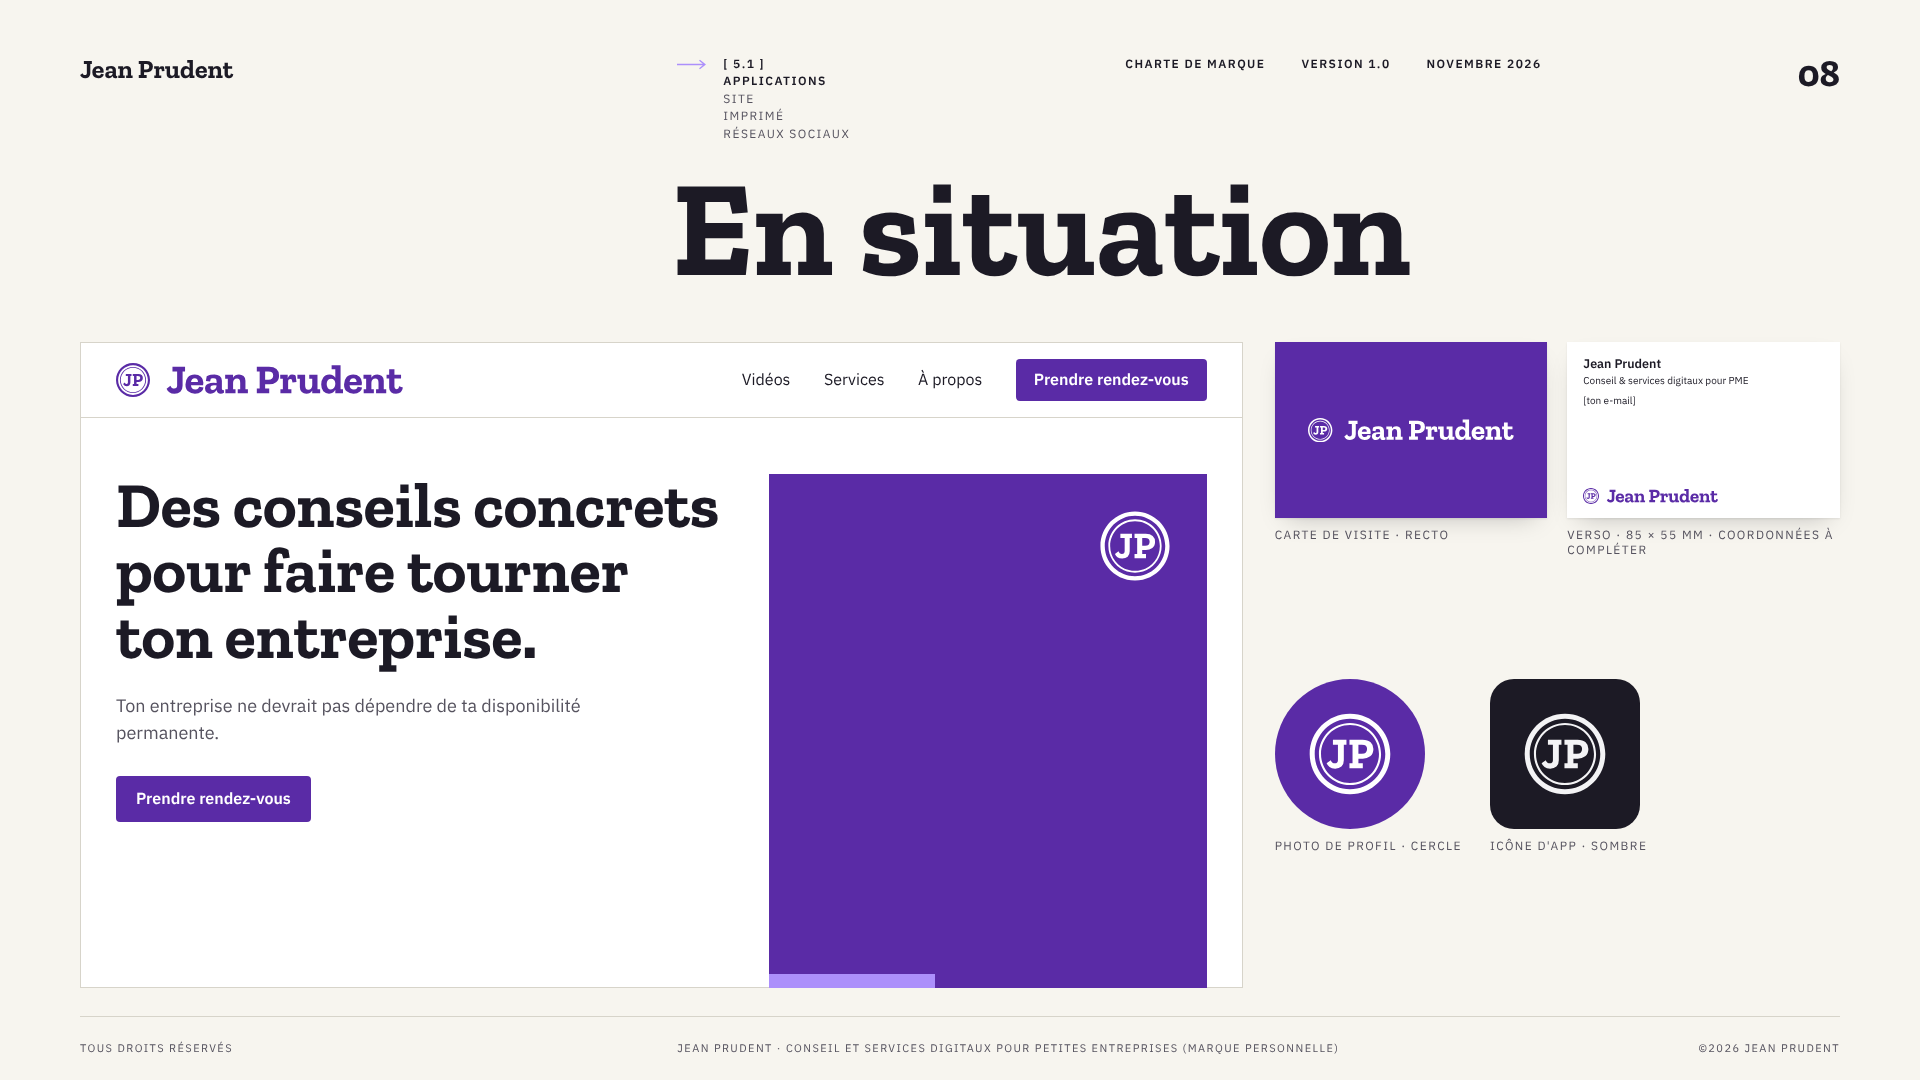 Jean Prudent
[ 5.1 ]
APPLICATIONS
SITE
IMPRIMÉ
RÉSEAUX SOCIAUX
CHARTE DE MARQUE
VERSION 1.0
NOVEMBRE 2026
08
En situation
JP
Jean Prudent
Vidéos
Services
À propos
Prendre rendez-vous
Des conseils concrets
pour faire tourner
ton entreprise.
Ton entreprise ne devrait pas dépendre de ta disponibilité
permanente.
Prendre rendez-vous
JP
JP
Jean Prudent
CARTE DE VISITE · RECTO
Jean Prudent
Conseil & services digitaux pour PME
[ton e-mail]
JP
Jean Prudent
VERSO · 85 × 55 MM · COORDONNÉES À
COMPLÉTER
JP
PHOTO DE PROFIL · CERCLE
JP
ICÔNE D'APP · SOMBRE
TOUS DROITS RÉSERVÉS
JEAN PRUDENT · CONSEIL ET SERVICES DIGITAUX POUR PETITES ENTREPRISES (MARQUE PERSONNELLE)
©2026 JEAN PRUDENT